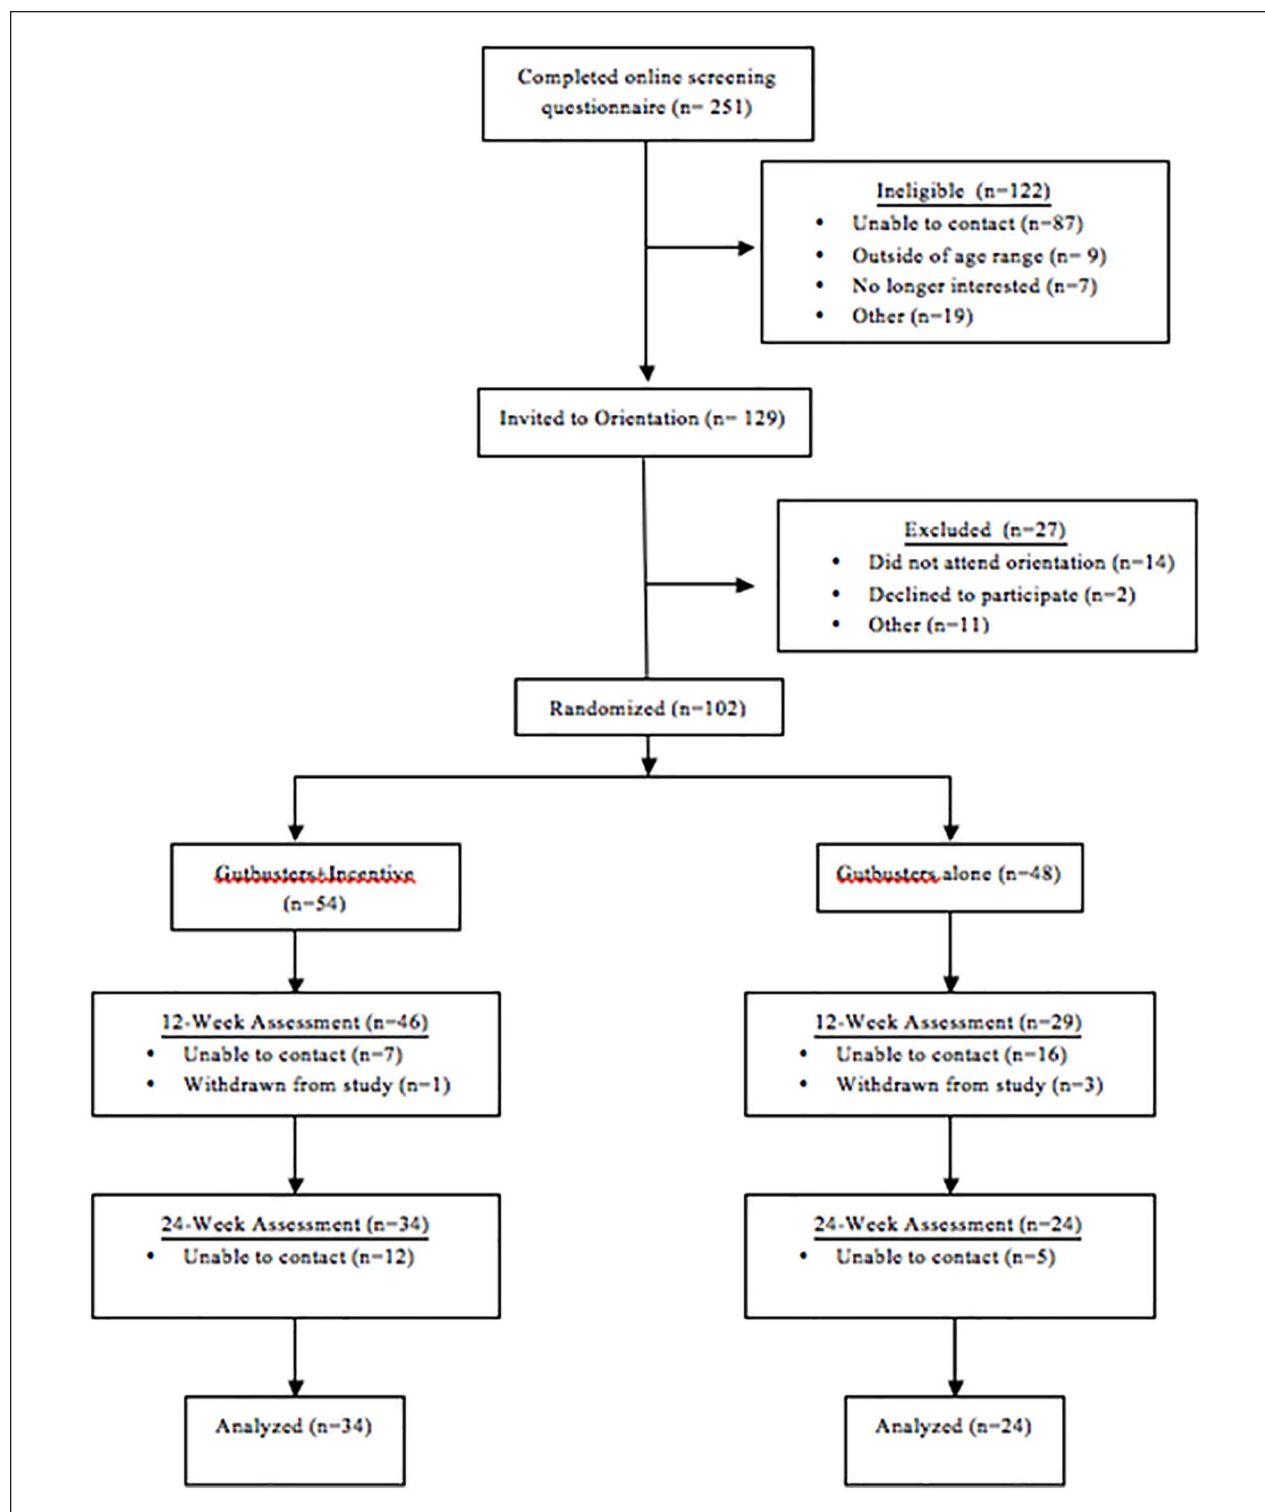 Completed online screening
questionnaire (n= 251)
Ineligible (n=122)
• Unable to contact (n=87)
• Outside of age range (n= 9)
• No longer interested (n=7)
• Other (n=19)
Invited to Orientation (n= 129)
Excluded (n=27)
• Did not attend orientation (n=14)
• Declined to participate (n=2)
• Other (n=11)
Randomized (n=102)
Gutbusters+Incentive
(n=54)
Gutbusters alone (n=48)
12-Week Assessment (n=46)
• Unable to contact (n=7)
• Withdrawn from study (n=1)
12-Week Assessment (n=29)
• Unable to contact (n=16)
• Withdrawn from study (n=3)
24-Week Assessment (n=34)
• Unable to contact (n=12)
24-Week Assessment (n=24)
• Unable to contact (n=5)
Analyzed (n=34)
Analyzed (n=24)